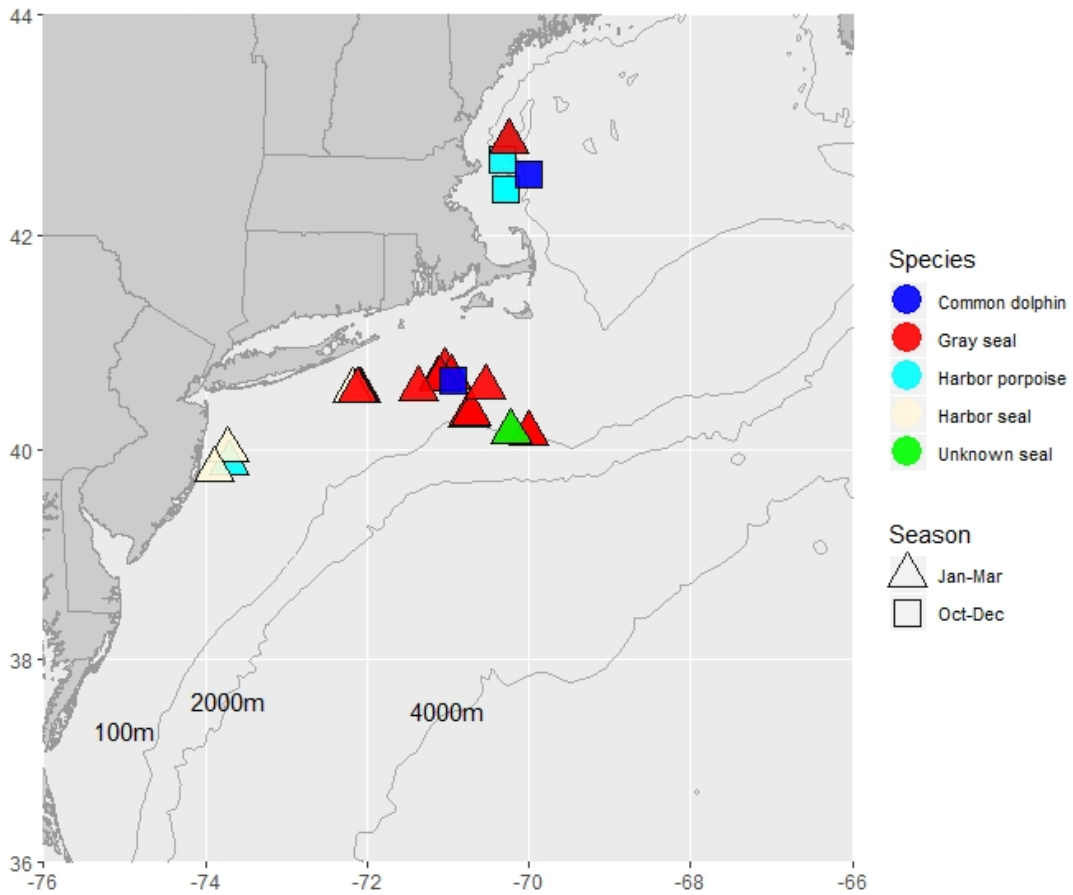 44
42
40
38
36
-76
-74
-72
-70
-68
-66
100m
2000m
4000m
Species
Common dolphin
Gray seal
Harbor porpoise
Harbor seal
Unknown seal
Season
Jan-Mar
Oct-Dec